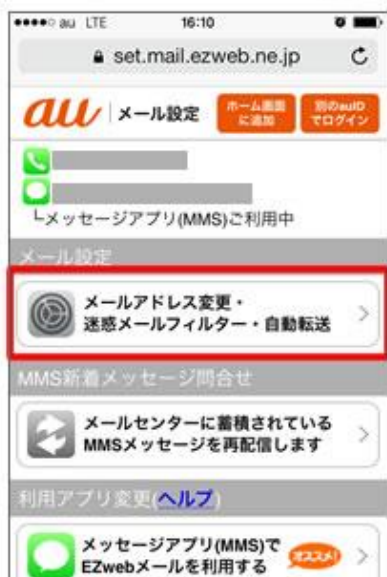 au LTE 16:10
set.mail.ezweb.ne.jp
au メール設定
ホーム画面
に追加
別のauID
でログイン
┗メッセージアプリ(MMS)ご利用中
メール設定
メールアドレス変更・
迷惑メールフィルター・自動転送
MMS新着メッセージ問合せ
メールセンターに蓄積されている
MMSメッセージを再配信します
利用アプリ変更(ヘルプ)
メッセージアプリ(MMS)で
EZwebメールを利用する
オススメ!